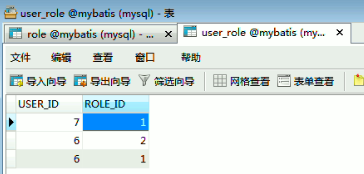 user_role @mybatis (mysql) - 表
role @mybatis (mysql) - ...
user_role @mybatis (my...
文件 编辑 查看 窗口 帮助
导入向导 导出向导 筛选向导 网格查看 表单查看
USER_ID ROLE_ID
7 1
6 2
6 1